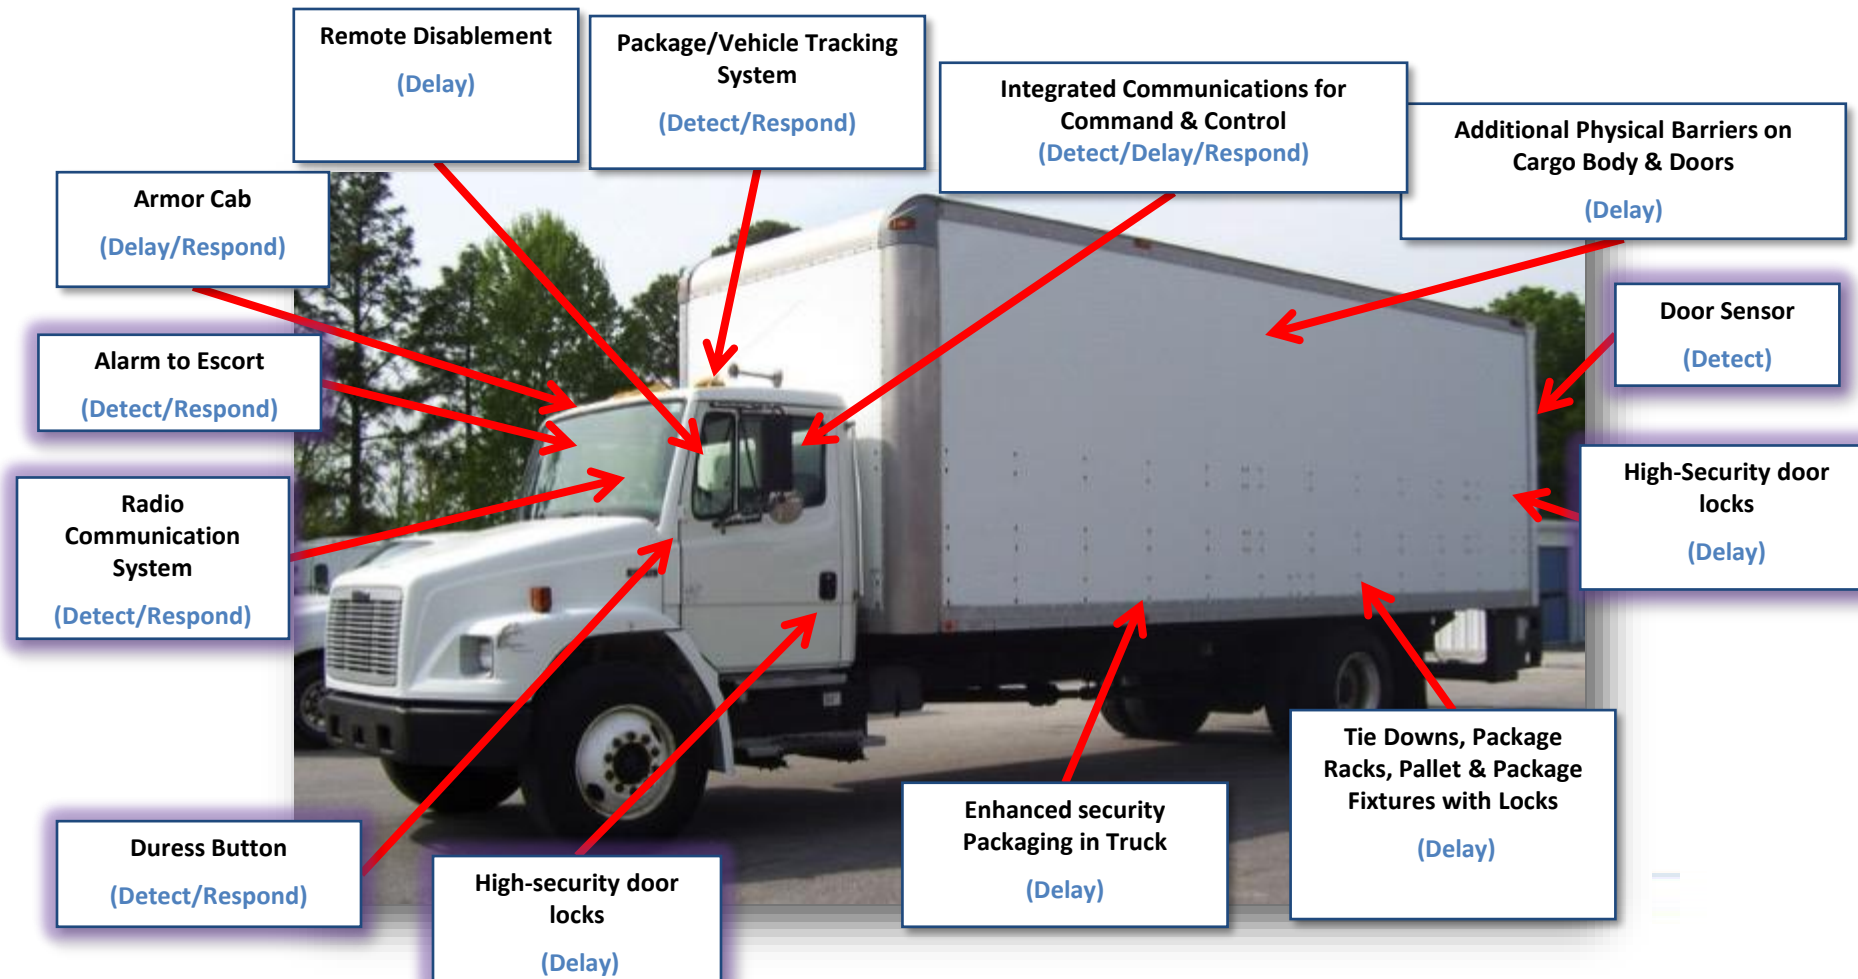 Remote Disablement
(Delay)
Package/Vehicle Tracking
System
(Detect/Respond)
Integrated Communications for
Command & Control
(Detect/Delay/Respond)
Additional Physical Barriers on
Cargo Body & Doors
(Delay)
Armor Cab
(Delay/Respond)
Door Sensor
(Detect)
Alarm to Escort
(Detect/Respond)
High-Security door
locks
(Delay)
Radio
Communication
System
(Detect/Respond)
Tie Downs, Package
Racks, Pallet & Package
Fixtures with Locks
(Delay)
Enhanced security
Packaging in Truck
(Delay)
Duress Button
(Detect/Respond)
High-security door
locks
(Delay)